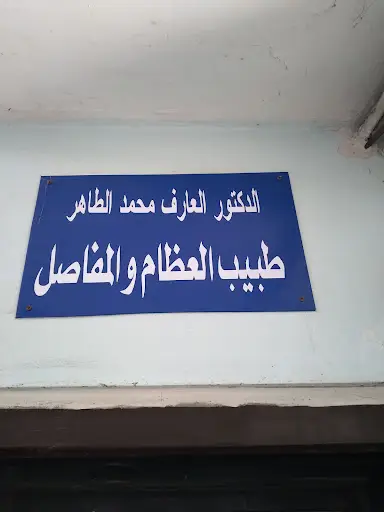 الدكتور العارف محمد الطاهر
طبيب العظام و المفاصل